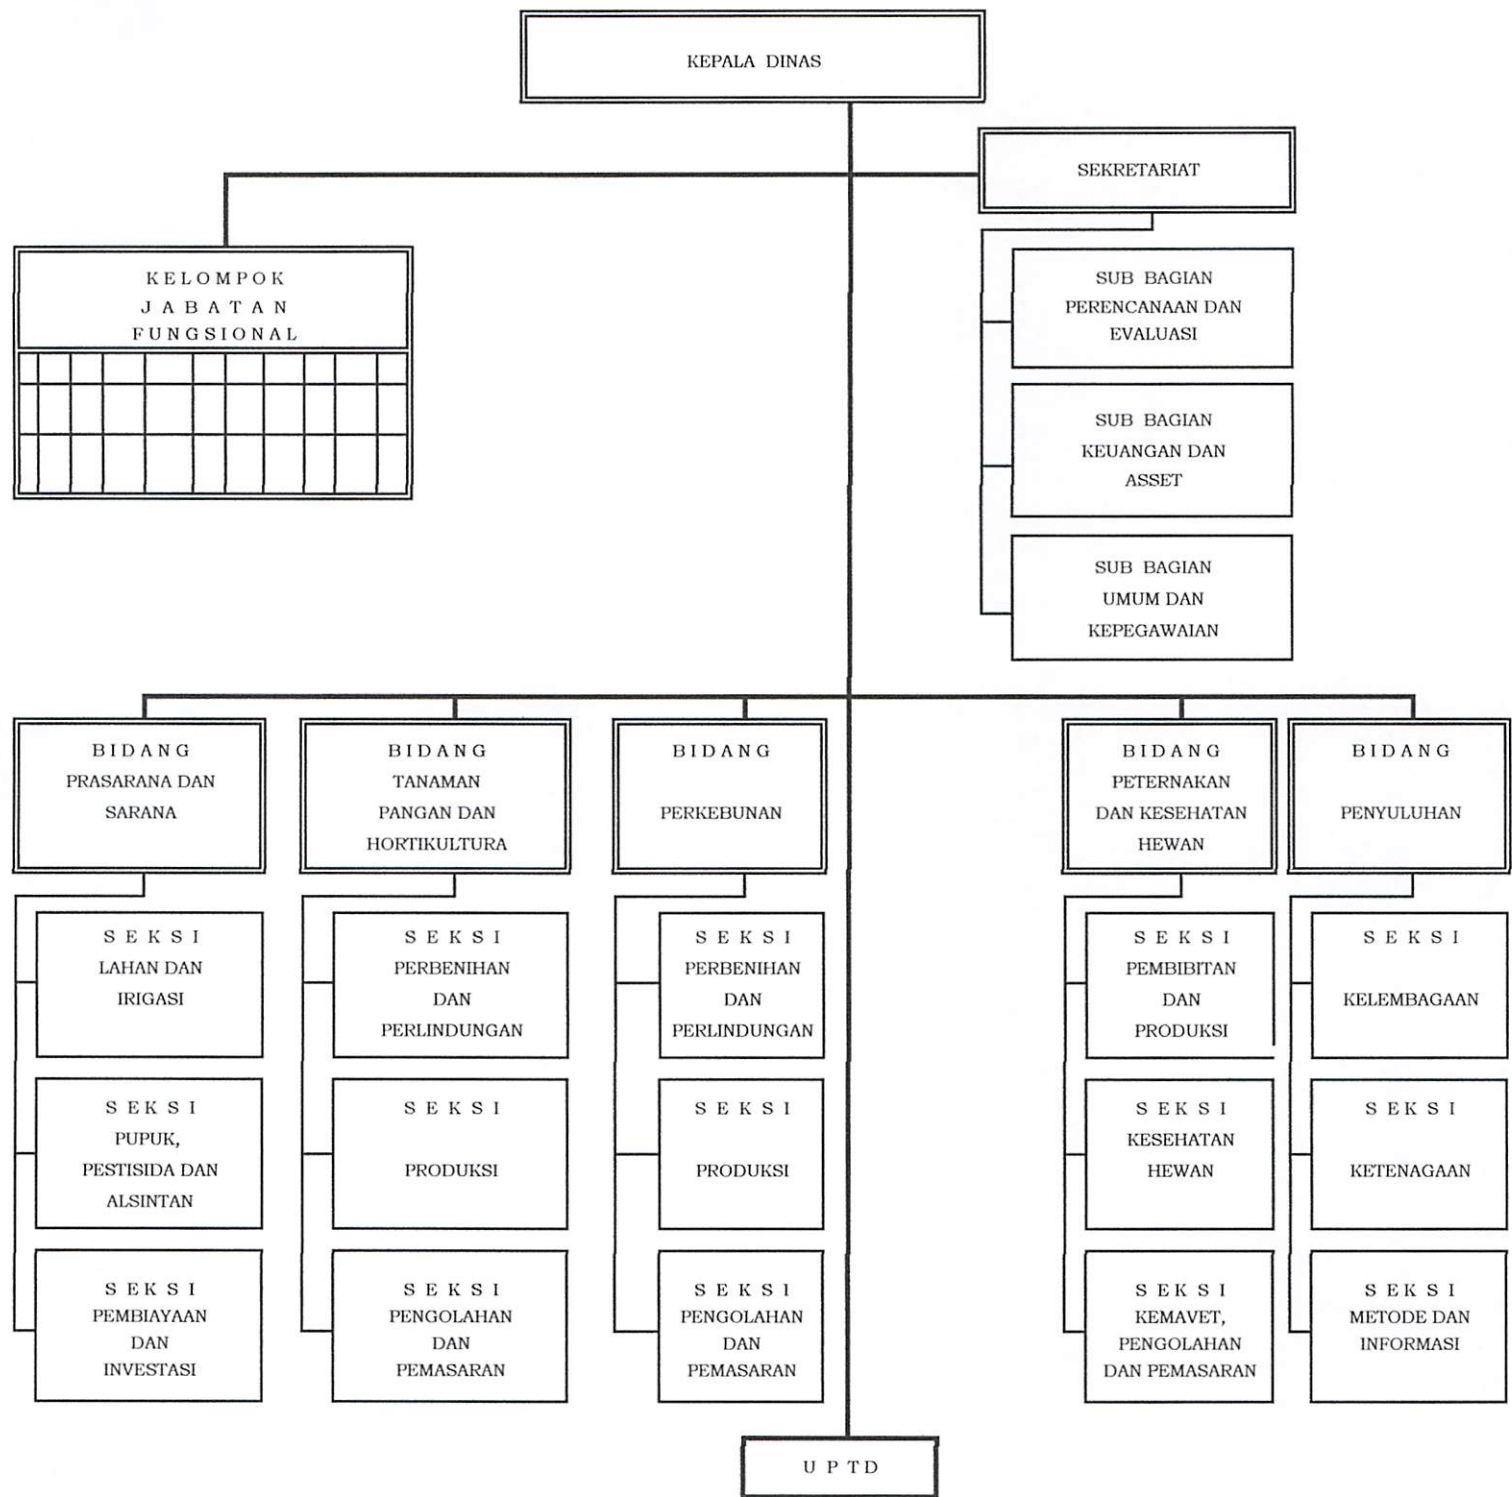 KEPALA DINAS
SEKRETARIAT
KELOMPOK
JABATAN
FUNGSIONAL
SUB BAGIAN
PERENCANAAN DAN
EVALUASI
SUB BAGIAN
KEUANGAN DAN
ASSET
SUB BAGIAN
UMUM DAN
KEPEGAWAIAN
BIDANG
PRASARANA DAN
SARANA
BIDANG
TANAMAN
PANGAN DAN
HORTIKULTURA
BIDANG
PERKEBUNAN
BIDANG
PETERNAKAN
DAN KESEHATAN
HEWAN
BIDANG
PENYULUHAN
SEKSI
LAHAN DAN
IRIGASI
SEKSI
PERBENIHAN
DAN
PERLINDUNGAN
SEKSI
PERBENIHAN
DAN
PERLINDUNGAN
SEKSI
PEMBIBITAN
DAN
PRODUKSI
SEKSI
KELEMBAGAAN
SEKSI
PUPUK,
PESTISIDA DAN
ALSINTAN
SEKSI
PRODUKSI
SEKSI
PRODUKSI
SEKSI
KESEHATAN
HEWAN
SEKSI
KETENAGAAN
SEKSI
PEMBIAYAAN
DAN
INVESTASI
SEKSI
PENGOLAHAN
DAN
PEMASARAN
SEKSI
PENGOLAHAN
DAN
PEMASARAN
SEKSI
KEMAVET,
PENGOLAHAN
DAN PEMASARAN
SEKSI
METODE DAN
INFORMASI
UPTD